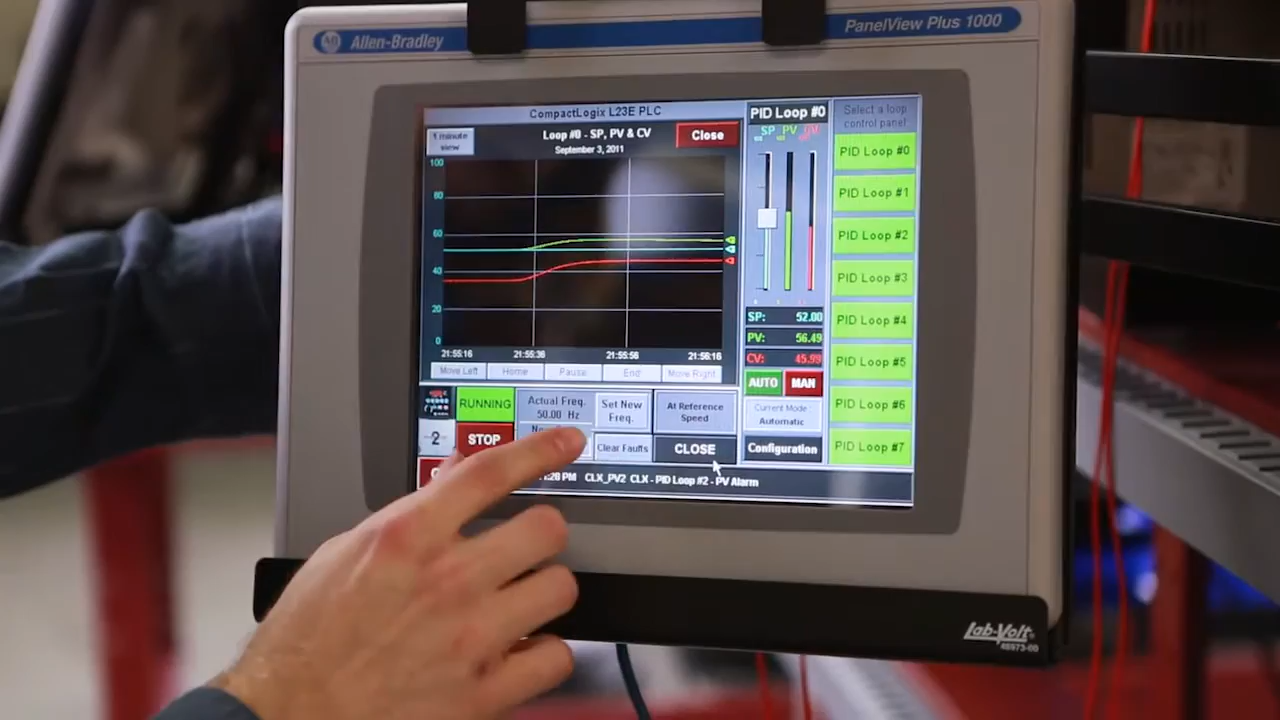 Allen-Bradley
PanelView Plus 1000
CompactLogix L23E PLC
1 minute
view
Loop #0 - SP, PV & CV
September 3, 2011
Close
100
80
60
40
20
0
21:55:16
21:55:36
21:55:56
21:56:16
Move Left
Home
Pause
End
Move Right
PID Loop #0
SP PV CV
SP: 52.00
PV: 56.49
CV: 45.99
AUTO
MAN
Current Mode
Automatic
Configuration
Select a loop
control panel
PID Loop #0
PID Loop #1
PID Loop #2
PID Loop #3
PID Loop #4
PID Loop #5
PID Loop #6
PID Loop #7
RUNNING
Actual Freq.
50.00 Hz
Set New
Freq.
At Reference
Speed
2
STOP
Clear Faults
CLOSE
PM CLX_PV2 CLX - PID Loop #2 - PV Alarm
Lab-Volt